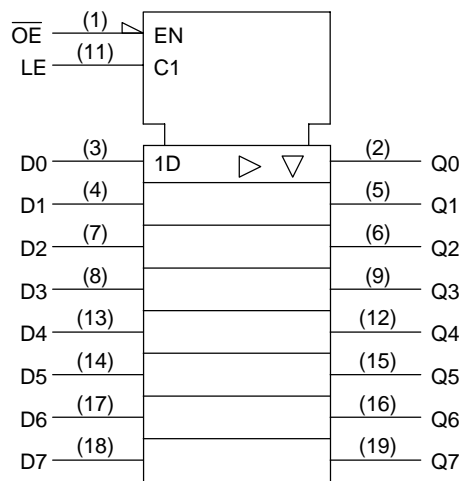 OE (1) EN
LE (11) C1
D0 (3) 1D (2) Q0
D1 (4) (5) Q1
D2 (7) (6) Q2
D3 (8) (9) Q3
D4 (13) (12) Q4
D5 (14) (15) Q5
D6 (17) (16) Q6
D7 (18) (19) Q7